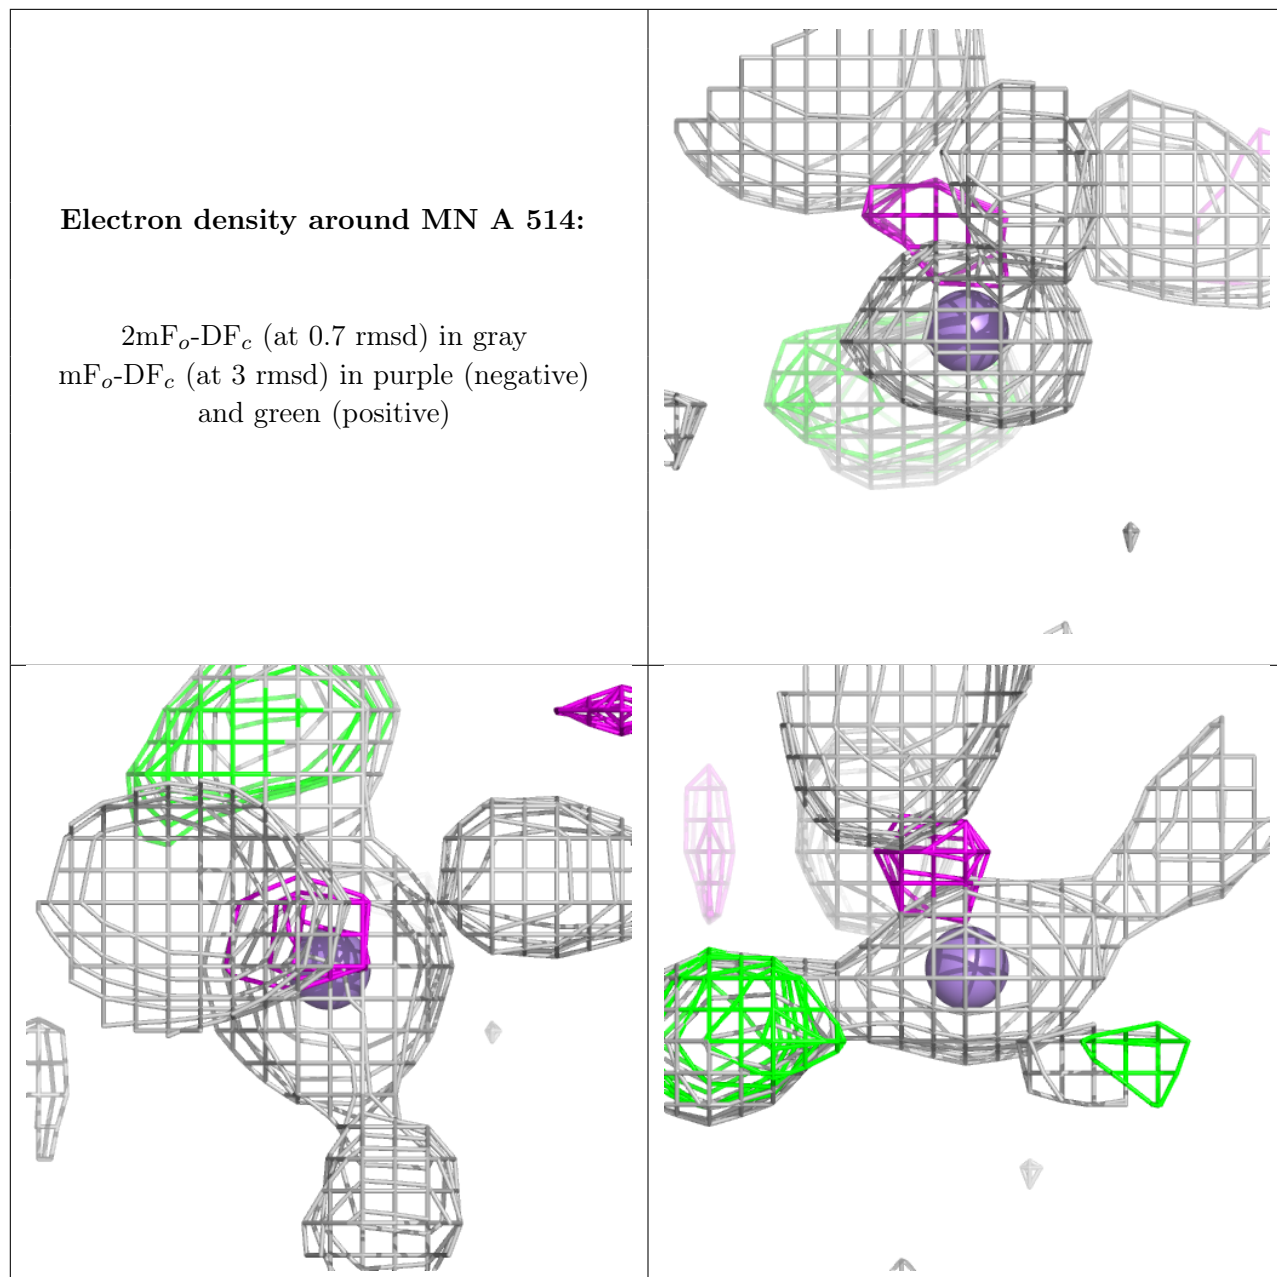 Electron density around MN A 514:
2mFo-DFc (at 0.7 rmsd) in gray
mFo-DFc (at 3 rmsd) in purple (negative)
and green (positive)